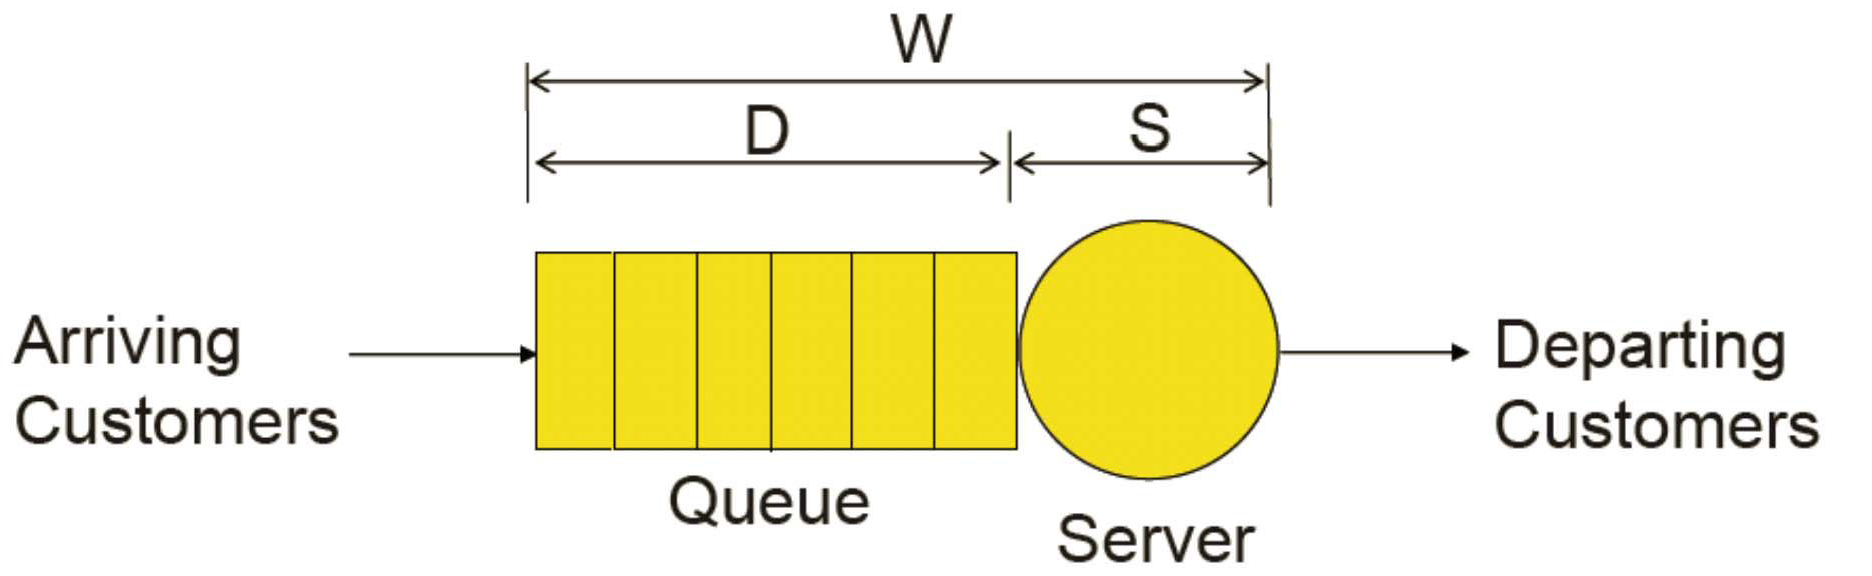 W
D
S
Arriving
Customers
Departing
Customers
Queue
Server